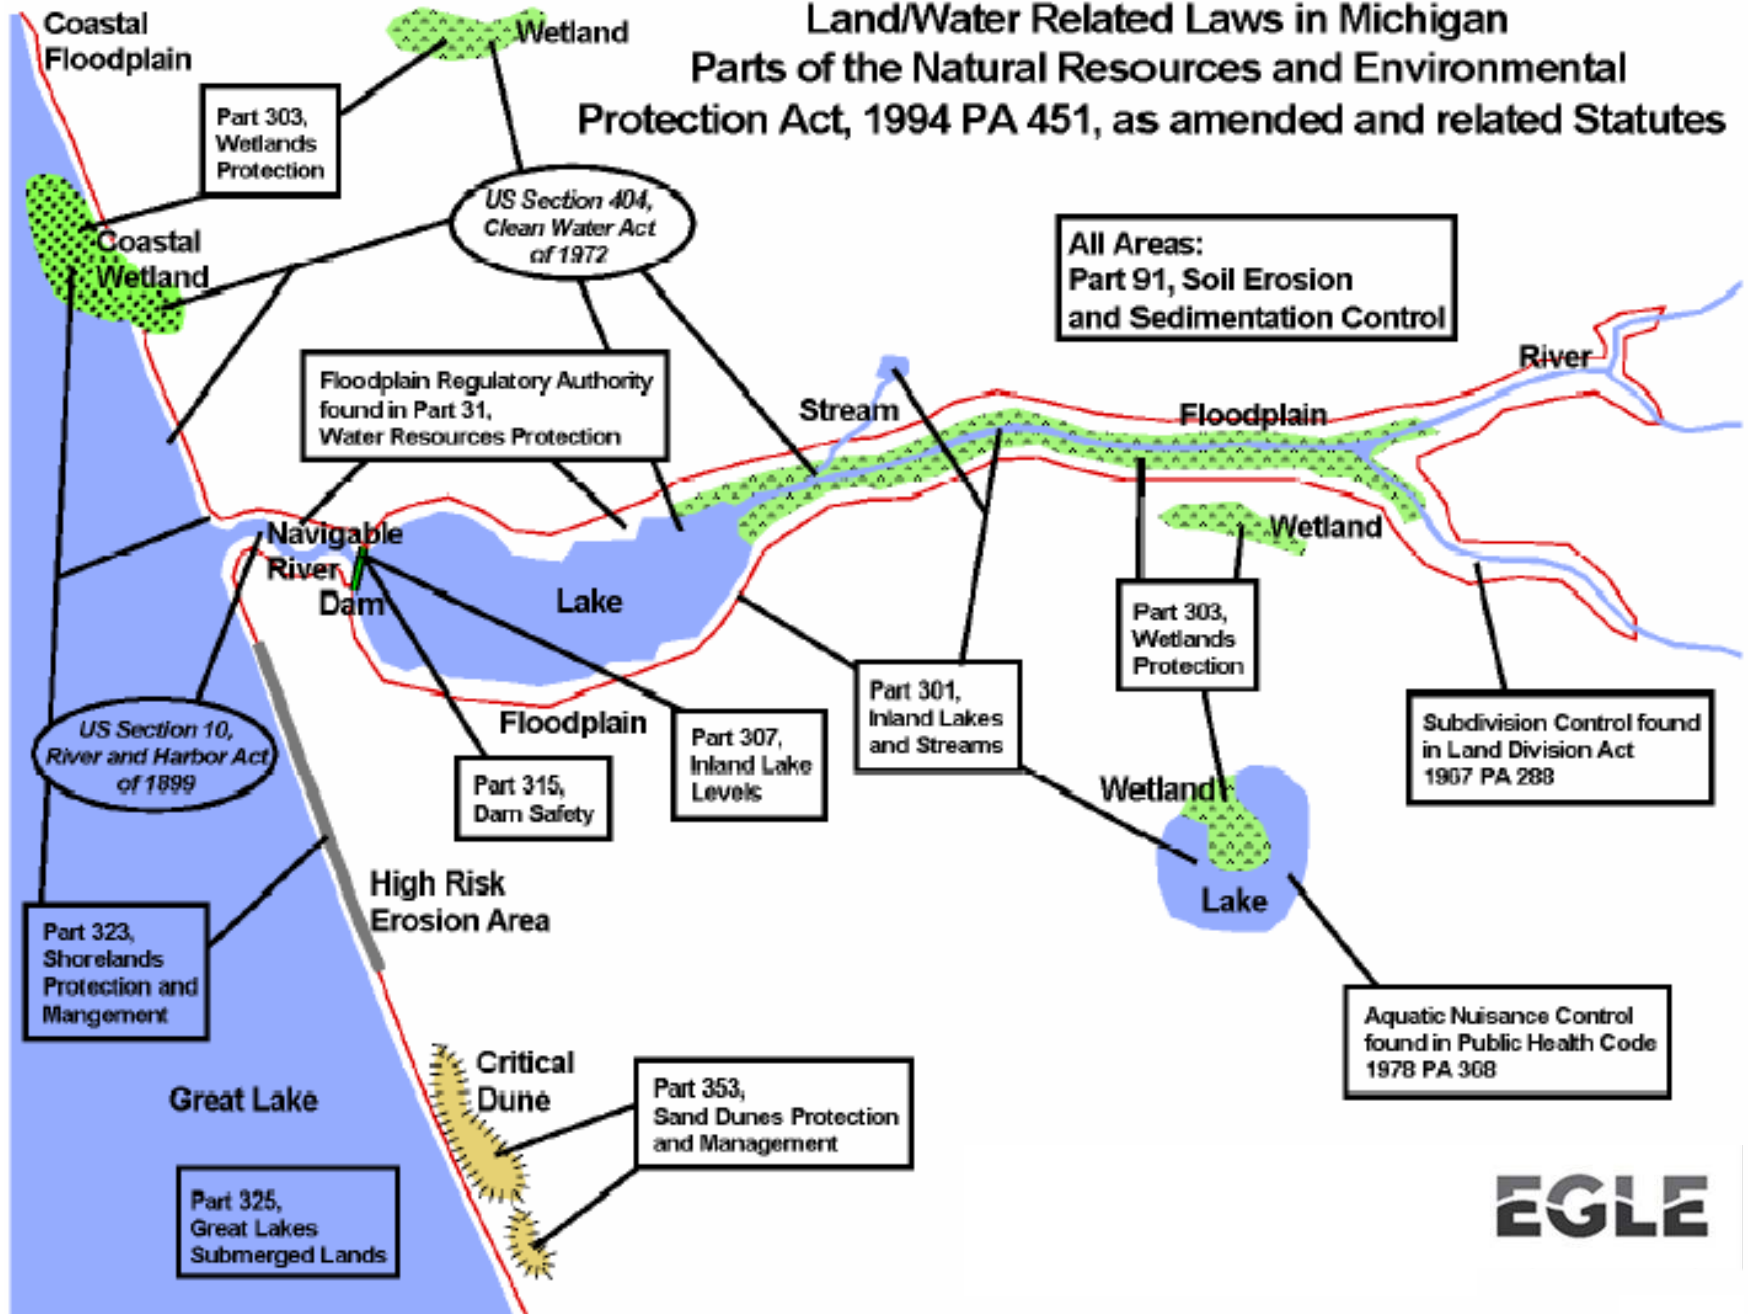 Land/Water Related Laws in Michigan
Parts of the Natural Resources and Environmental
Protection Act, 1994 PA 451, as amended and related Statutes
Coastal
Floodplain
Wetland
Part 303,
Wetlands
Protection
US Section 404,
Clean Water Act
of 1972
Coastal
Wetland
All Areas:
Part 91, Soil Erosion
and Sedimentation Control
Floodplain Regulatory Authority
found in Part 31,
Water Resources Protection
Stream
Floodplain
River
Navigable
River
Dam
Lake
Wetland
Part 303,
Wetlands
Protection
Part 301,
Inland Lakes
and Streams
Floodplain
Subdivision Control found
in Land Division Act
1967 PA 288
US Section 10,
River and Harbor Act
of 1899
Part 315,
Dam Safety
Part 307,
Inland Lake
Levels
Wetland
Lake
High Risk
Erosion Area
Part 323,
Shorelands
Protection and
Mangement
Aquatic Nuisance Control
found in Public Health Code
1978 PA 368
Great Lake
Critical
Dune
Part 353,
Sand Dunes Protection
and Management
Part 325,
Great Lakes
Submerged Lands
EGLE